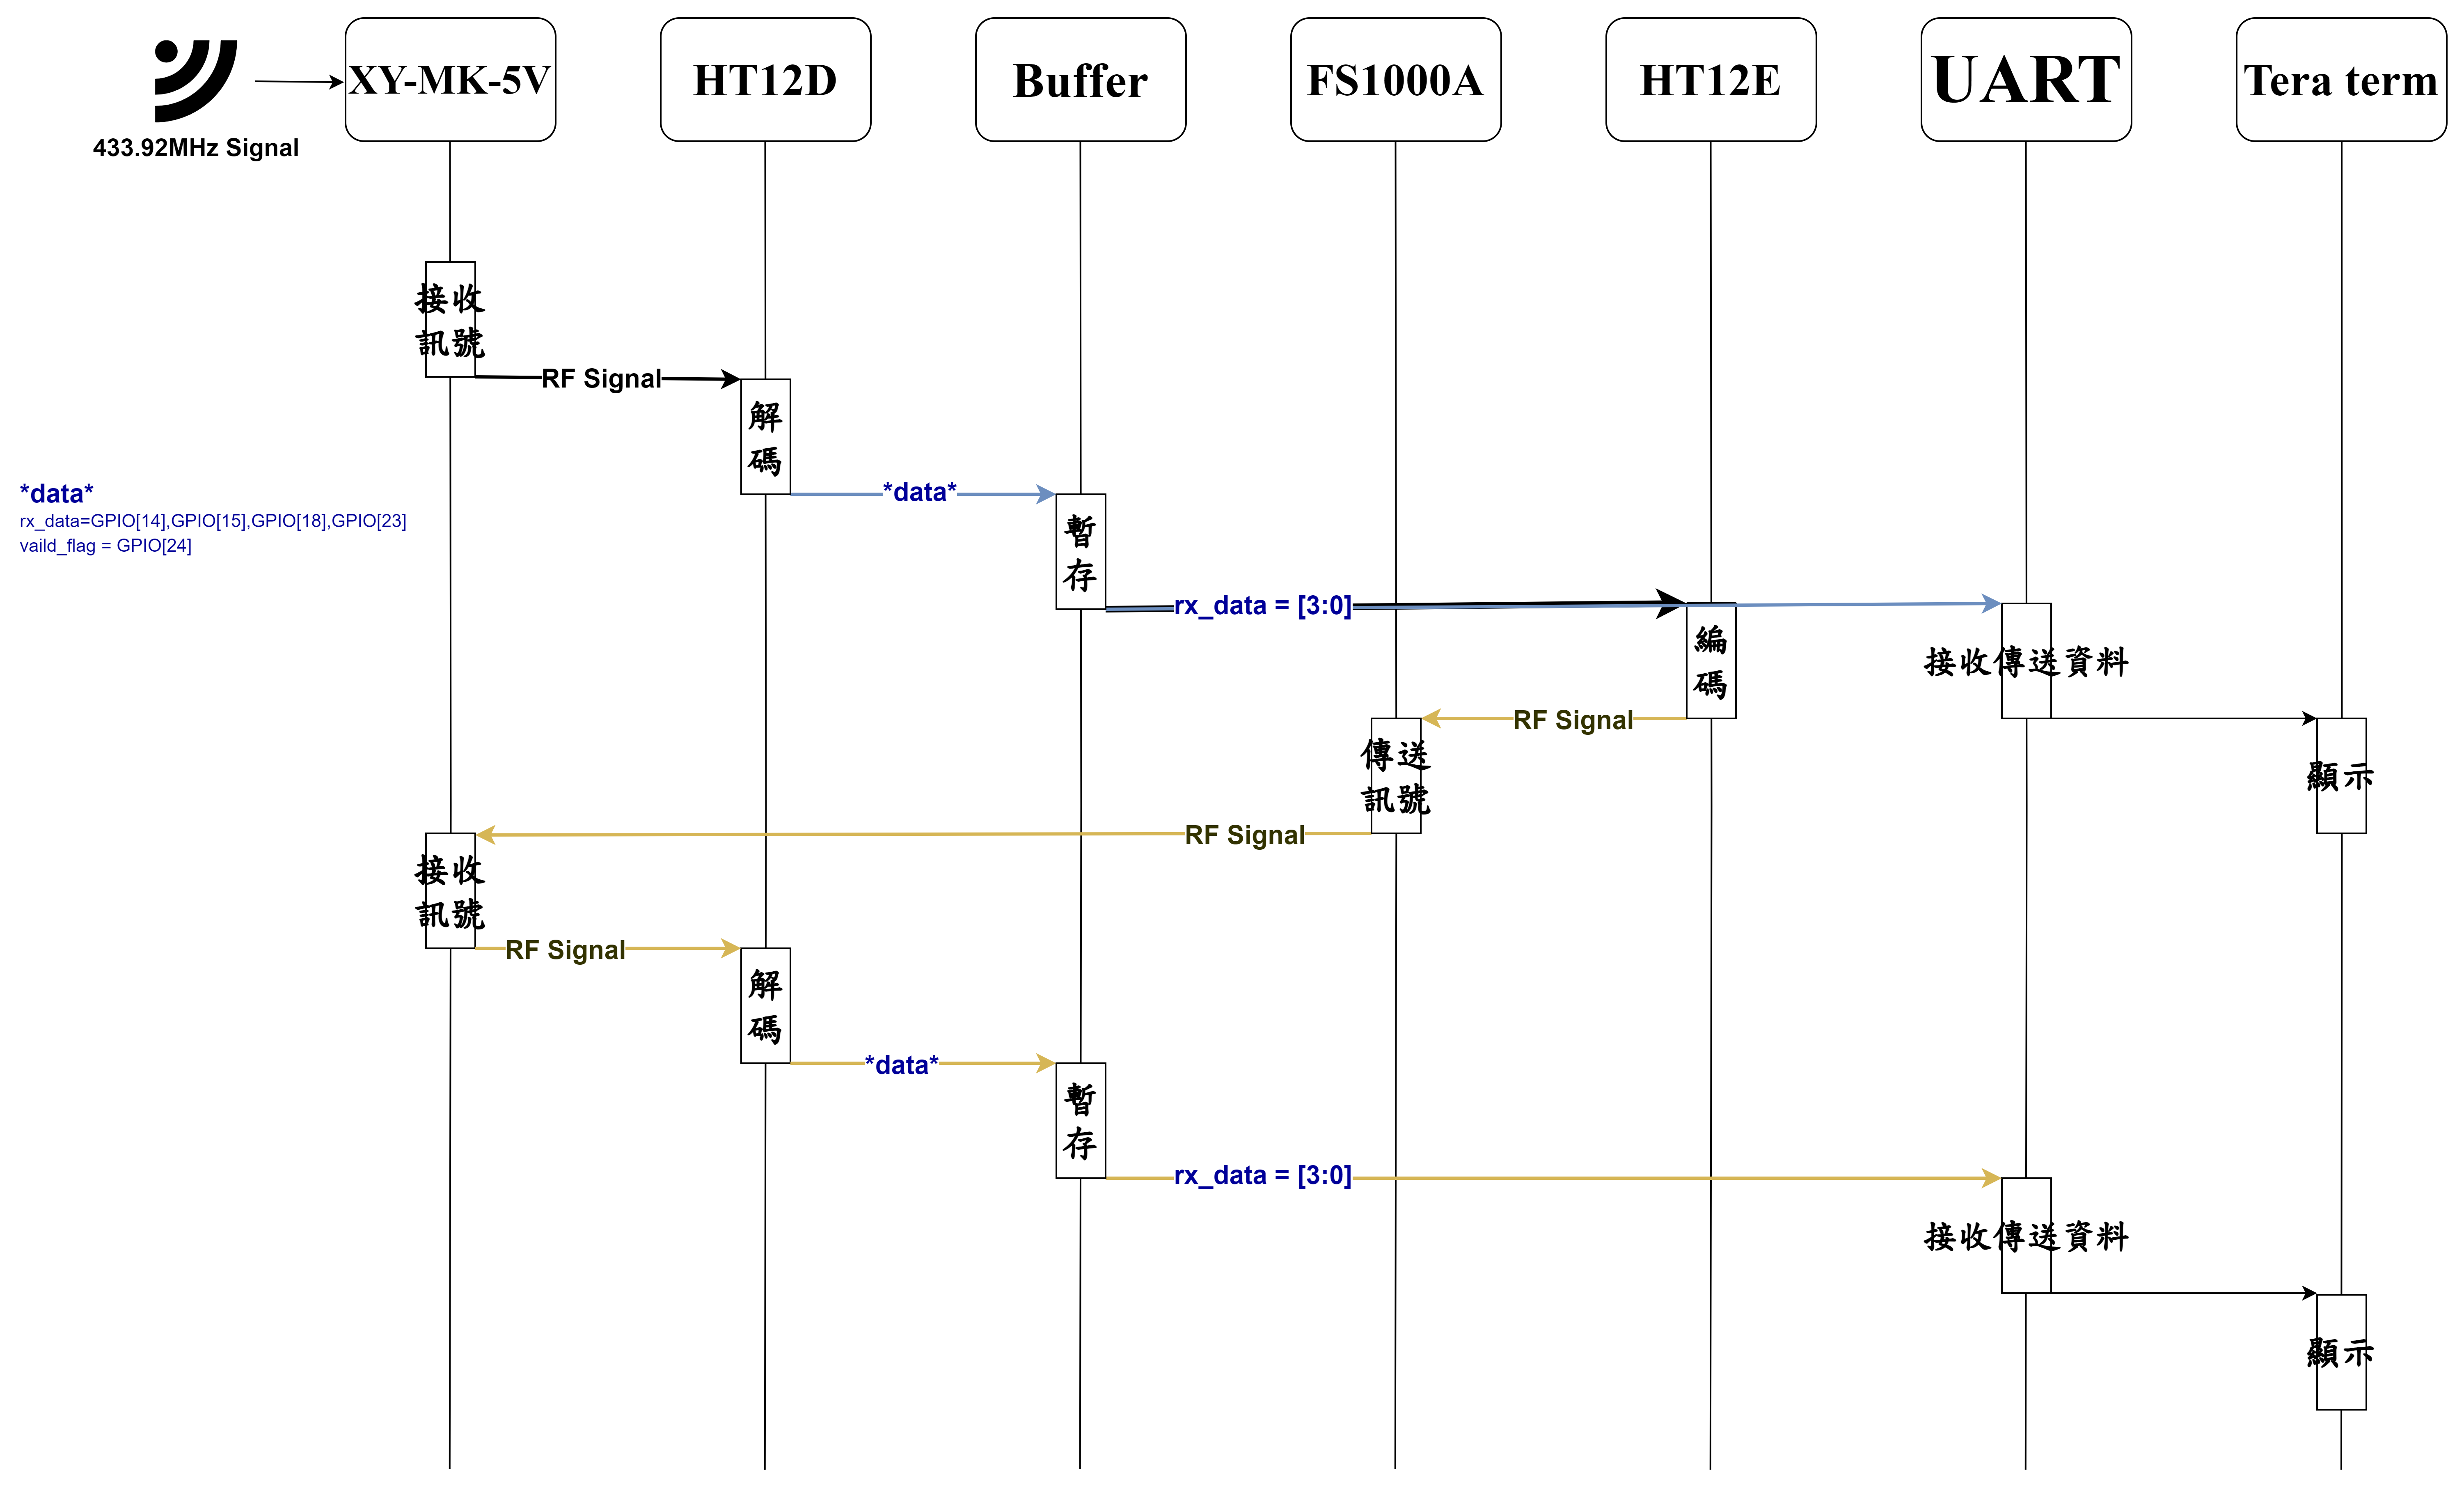 XY-MK-5V
HT12D
Buffer
FS1000A
HT12E
UART
Tera term
433.92MHz Signal
接收
訊號
RF Signal
解
碼
*data*
rx_data=GPIO[14],GPIO[15],GPIO[18],GPIO[23]
vaild_flag = GPIO[24]
*data*
暫
存
rx_data = [3:0]
編
碼
接收傳送資料
RF Signal
傳送
訊號
顯示
RF Signal
接收
訊號
RF Signal
解
碼
*data*
暫
存
rx_data = [3:0]
接收傳送資料
顯示